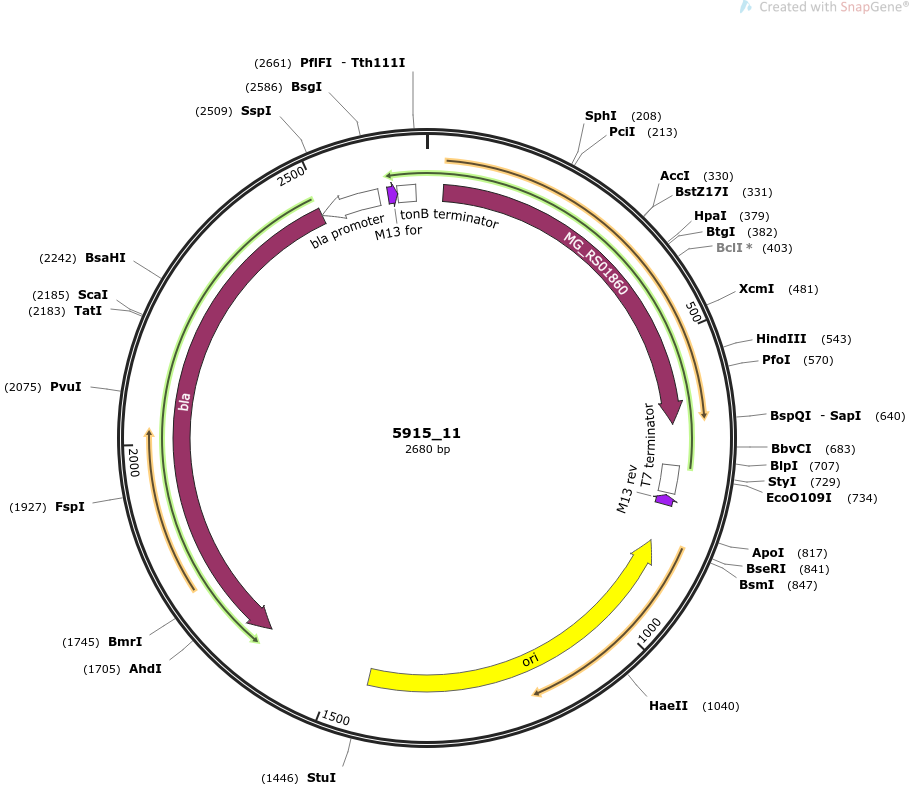 Created with SnapGene®
(2661) PflFI - Tth111I
(2586) BsgI
(2509) SspI
SphI (208)
PciI (213)
AccI (330)
BstZ17I (331)
HpaI (379)
BtgI (382)
BclI * (403)
XcmI (481)
HindIII (543)
PfoI (570)
BspQI - SapI (640)
BbvCI (683)
BlpI (707)
StyI (729)
EcoO109I (734)
ApoI (817)
BseRI (841)
BsmI (847)
HaeII (1040)
(1446) StuI
(1705) AhdI
(1745) BmrI
(1927) FspI
(2075) PvuI
(2183) TatI
(2185) ScaI
(2242) BsaHI
500
1000
1500
2000
2500
bla promoter
M13 for
tonB terminator
MG_RS01860
T7 terminator
M13 rev
ori
bla
5915_11
2680 bp